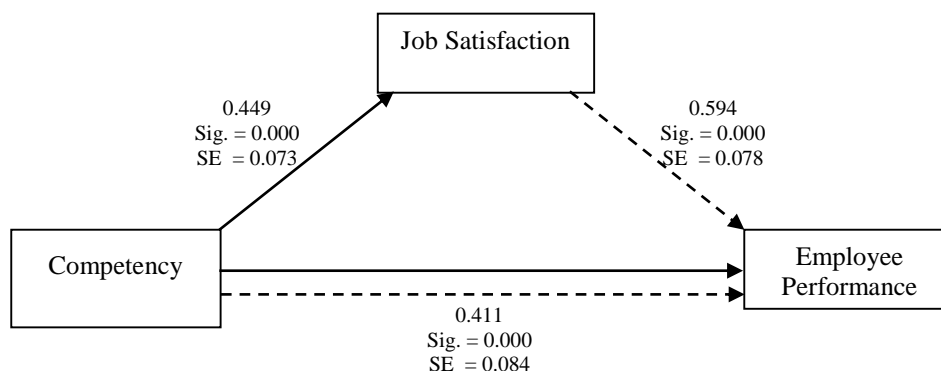 Job Satisfaction
0.449
Sig. = 0.000
SE = 0.073
0.594
Sig. = 0.000
SE = 0.078
Competency
Employee
Performance
0.411
Sig. = 0.000
SE = 0.084